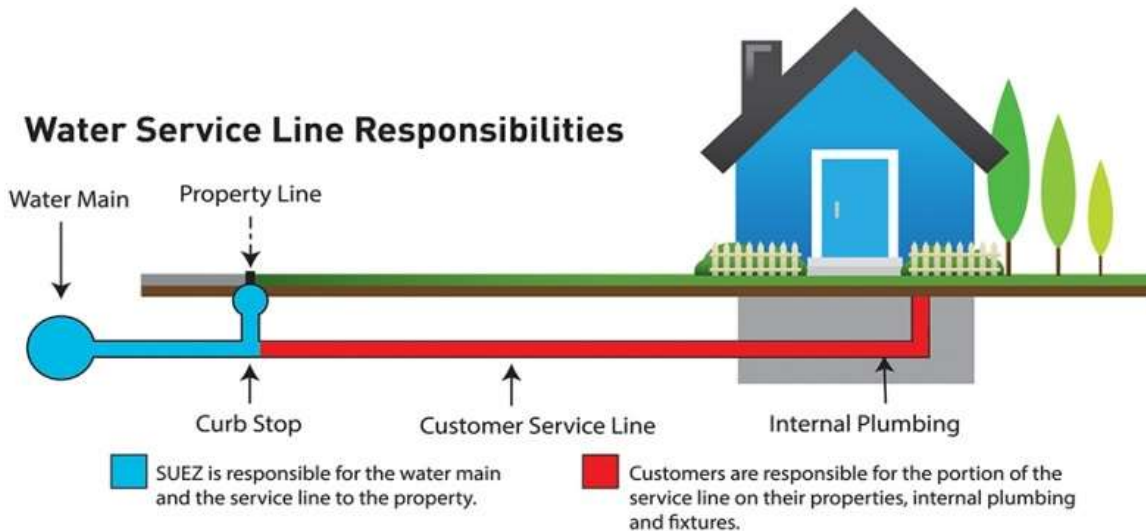 Water Service Line Responsibilities
Water Main
Property Line
Curb Stop
Customer Service Line
Internal Plumbing
SUEZ is responsible for the water main
and the service line to the property.
Customers are responsible for the portion of the
service line on their properties, internal plumbing
and fixtures.